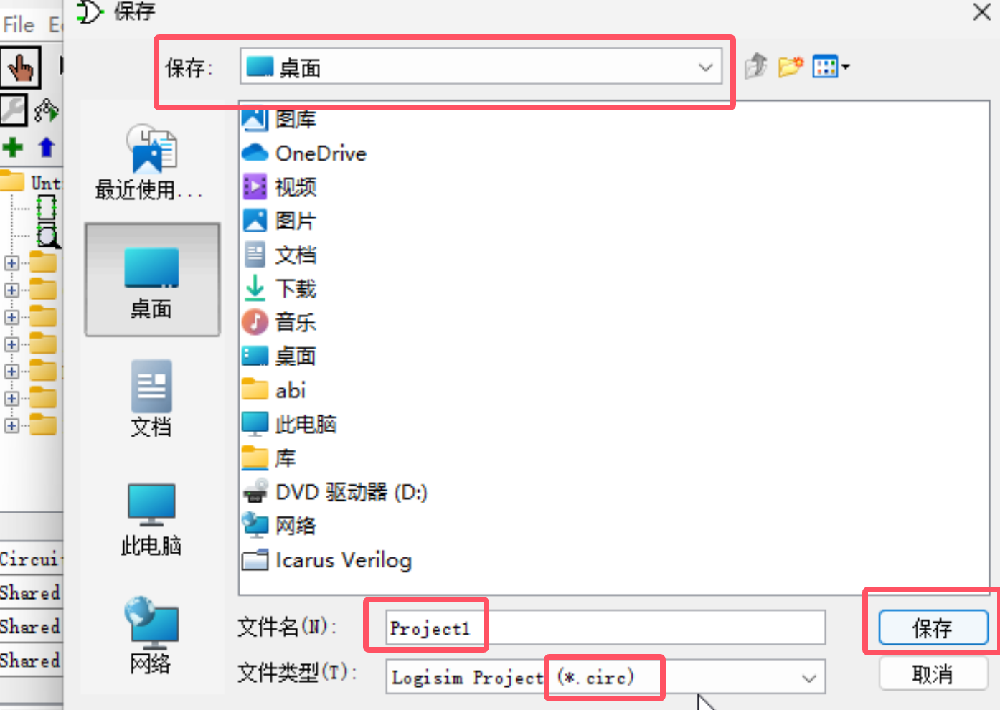 保存
File
保存:
桌面
图库
OneDrive
视频
图片
文档
下载
音乐
桌面
abi
此电脑
库
DVD 驱动器 (D:)
网络
Icarus Verilog
最近使用...
桌面
文档
此电脑
网络
Shared
Shared
Shared
文件名(N):
Project1
保存
文件类型(T):
Logisim Project (*.circ)
取消